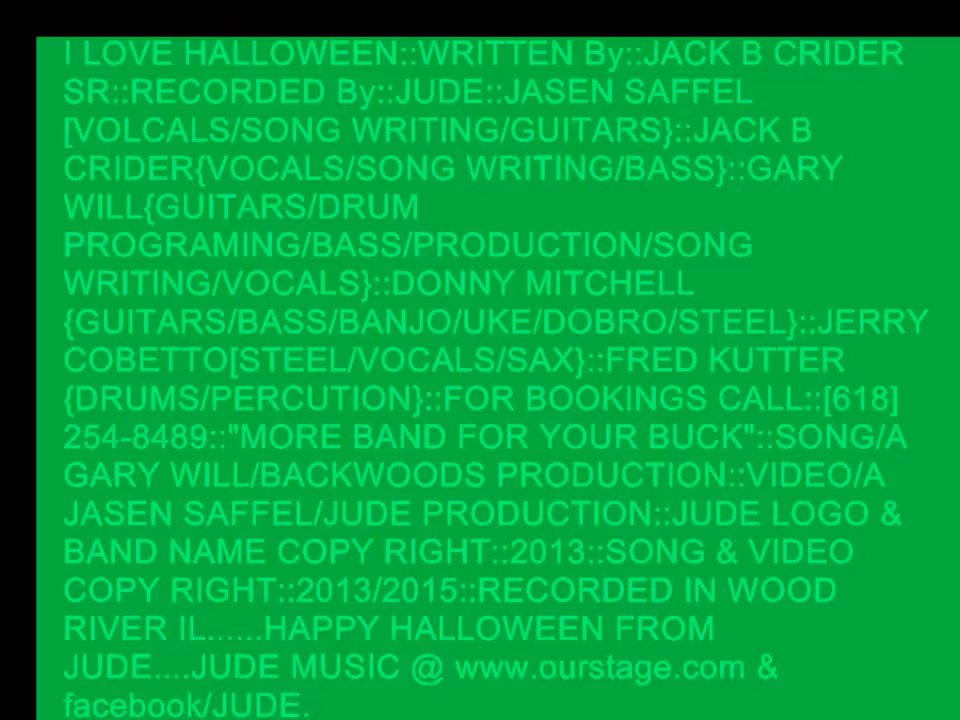 I LOVE HALLOWEEN::WRITTEN By::JACK B CRIDER
SR::RECORDED By::JUDE::JASEN SAFFEL
[VOLCALS/SONG WRITING/GUITARS}::JACK B
CRIDER{VOCALS/SONG WRITING/BASS}::GARY
WILL{GUITARS/DRUM
PROGRAMING/BASS/PRODUCTION/SONG
WRITING/VOCALS}::DONNY MITCHELL
{GUITARS/BASS/BANJO/UKE/DOBRO/STEEL}::JERRY
COBETTO[STEEL/VOCALS/SAX}::FRED KUTTER
{DRUMS/PERCUTION}::FOR BOOKINGS CALL::[618]
254-8489::"MORE BAND FOR YOUR BUCK"::SONG/A
GARY WILL/BACKWOODS PRODUCTION::VIDEO/A
JASEN SAFFEL/JUDE PRODUCTION::JUDE LOGO &
BAND NAME COPY RIGHT::2013::SONG & VIDEO
COPY RIGHT::2013/2015::RECORDED IN WOOD
RIVER IL......HAPPY HALLOWEEN FROM
JUDE....JUDE MUSIC @ www.ourstage.com &
facebook/JUDE.